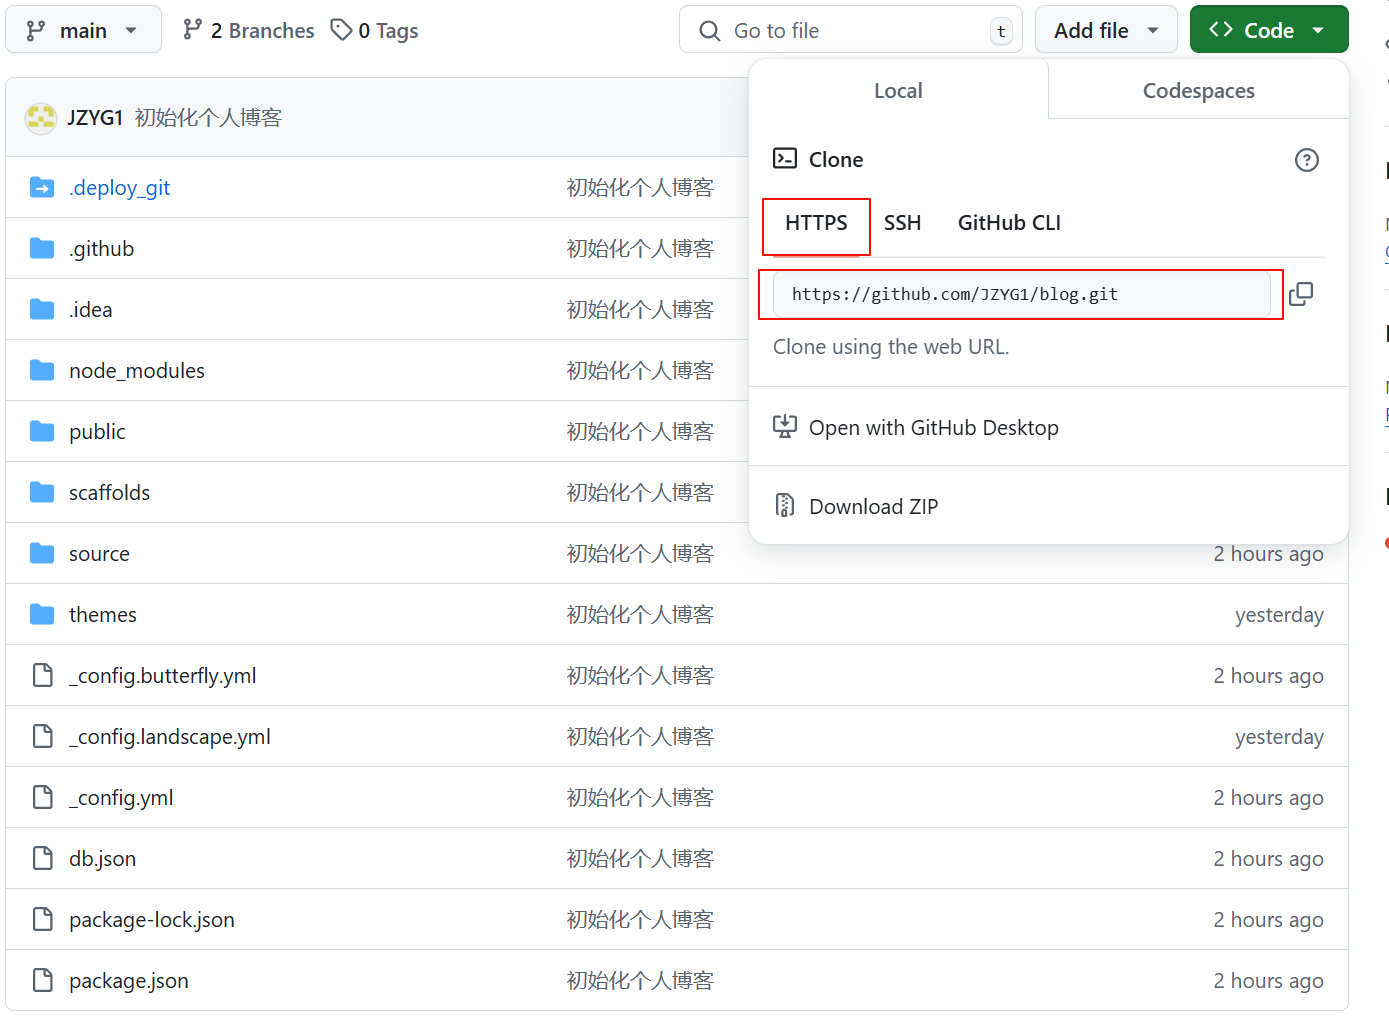 main
2 Branches
0 Tags
Go to file
t
Add file
Code
Local
Codespaces
JZYG1 初始化个人博客
Clone
HTTPS
SSH
GitHub CLI
https://github.com/JZYG1/blog.git
Clone using the web URL.
Open with GitHub Desktop
Download ZIP
.deploy_git 初始化个人博客
.github 初始化个人博客
.idea 初始化个人博客
node_modules 初始化个人博客
public 初始化个人博客
scaffolds 初始化个人博客
source 初始化个人博客 2 hours ago
themes 初始化个人博客 yesterday
_config.butterfly.yml 初始化个人博客 2 hours ago
_config.landscape.yml 初始化个人博客 yesterday
_config.yml 初始化个人博客 2 hours ago
db.json 初始化个人博客 2 hours ago
package-lock.json 初始化个人博客 2 hours ago
package.json 初始化个人博客 2 hours ago